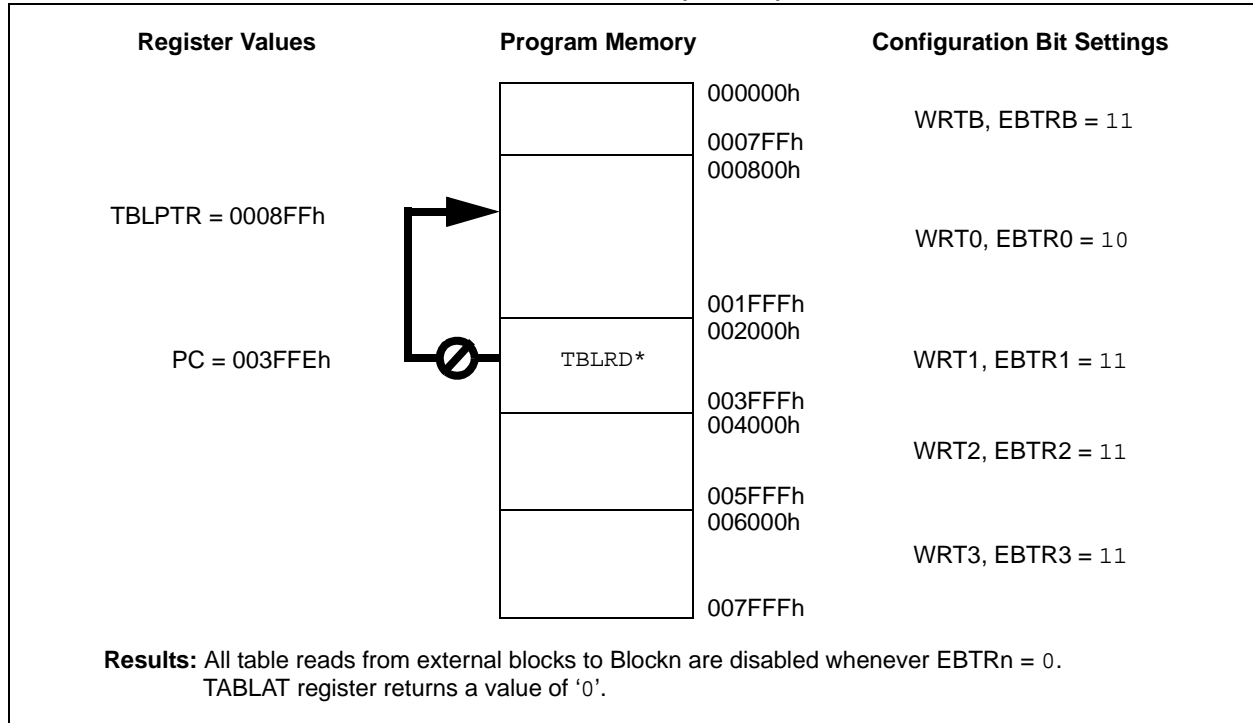 Register Values Program Memory Configuration Bit Settings
000000h
WRTB, EBTRB = 11
0007FFh
000800h
TBLPTR = 0008FFh
WRT0, EBTR0 = 10
001FFFh
002000h
PC = 003FFEh TBLRD* WRT1, EBTR1 = 11
003FFFh
004000h
WRT2, EBTR2 = 11
005FFFh
006000h
WRT3, EBTR3 = 11
007FFFh
Results: All table reads from external blocks to Blockn are disabled whenever EBTRn = 0.
TABLAT register returns a value of ‘0’.